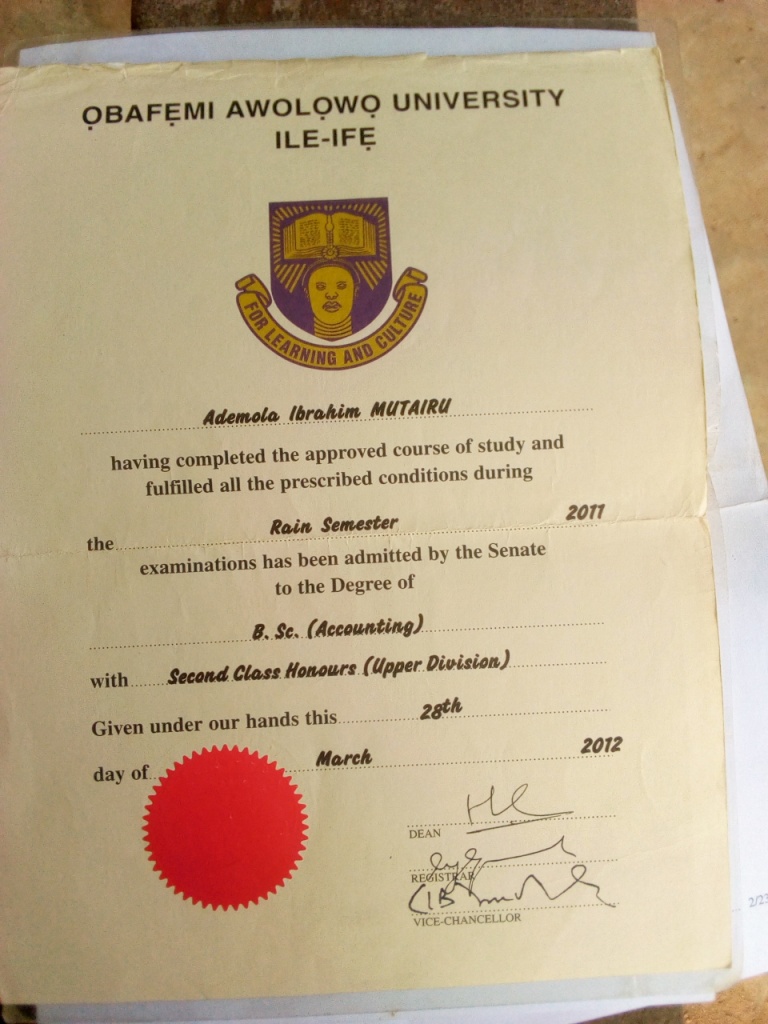 ỌBAFẸMI AWOLỌWỌ UNIVERSITY
ILE-IFẸ
FOR LEARNING AND CULTURE
Ademola Ibrahim MUTAIRU
having completed the approved course of study and
fulfilled all the prescribed conditions during
the Rain Semester 2011
examinations has been admitted by the Senate
to the Degree of
B. Sc. (Accounting)
with Second Class Honours (Upper Division)
Given under our hands this 28th
day of March 2012
DEAN
REGISTRAR
VICE-CHANCELLOR